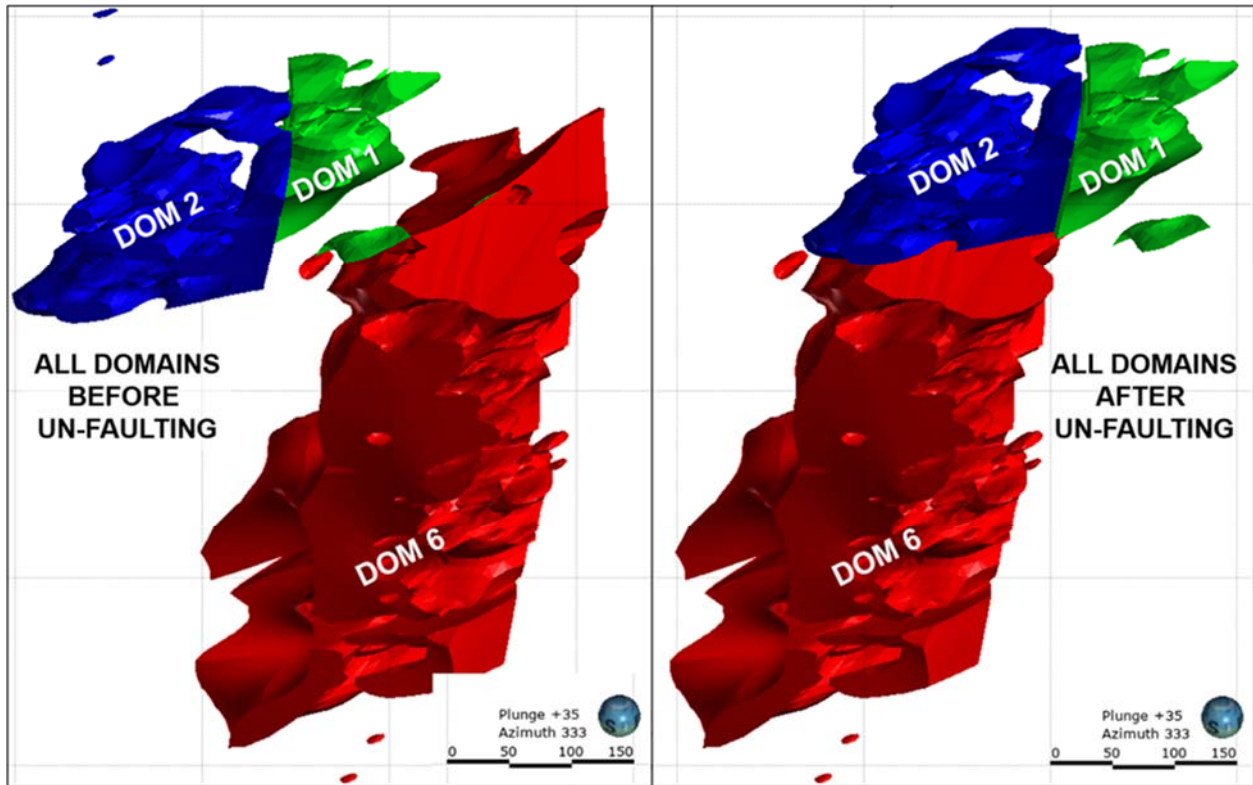 DOM 2
DOM 1
DOM 6
ALL DOMAINS
BEFORE
UN-FAULTING
Plunge +35
Azimuth 333
0 50 100 150
DOM 2
DOM 1
DOM 6
ALL DOMAINS
AFTER
UN-FAULTING
Plunge +35
Azimuth 333
0 50 100 150